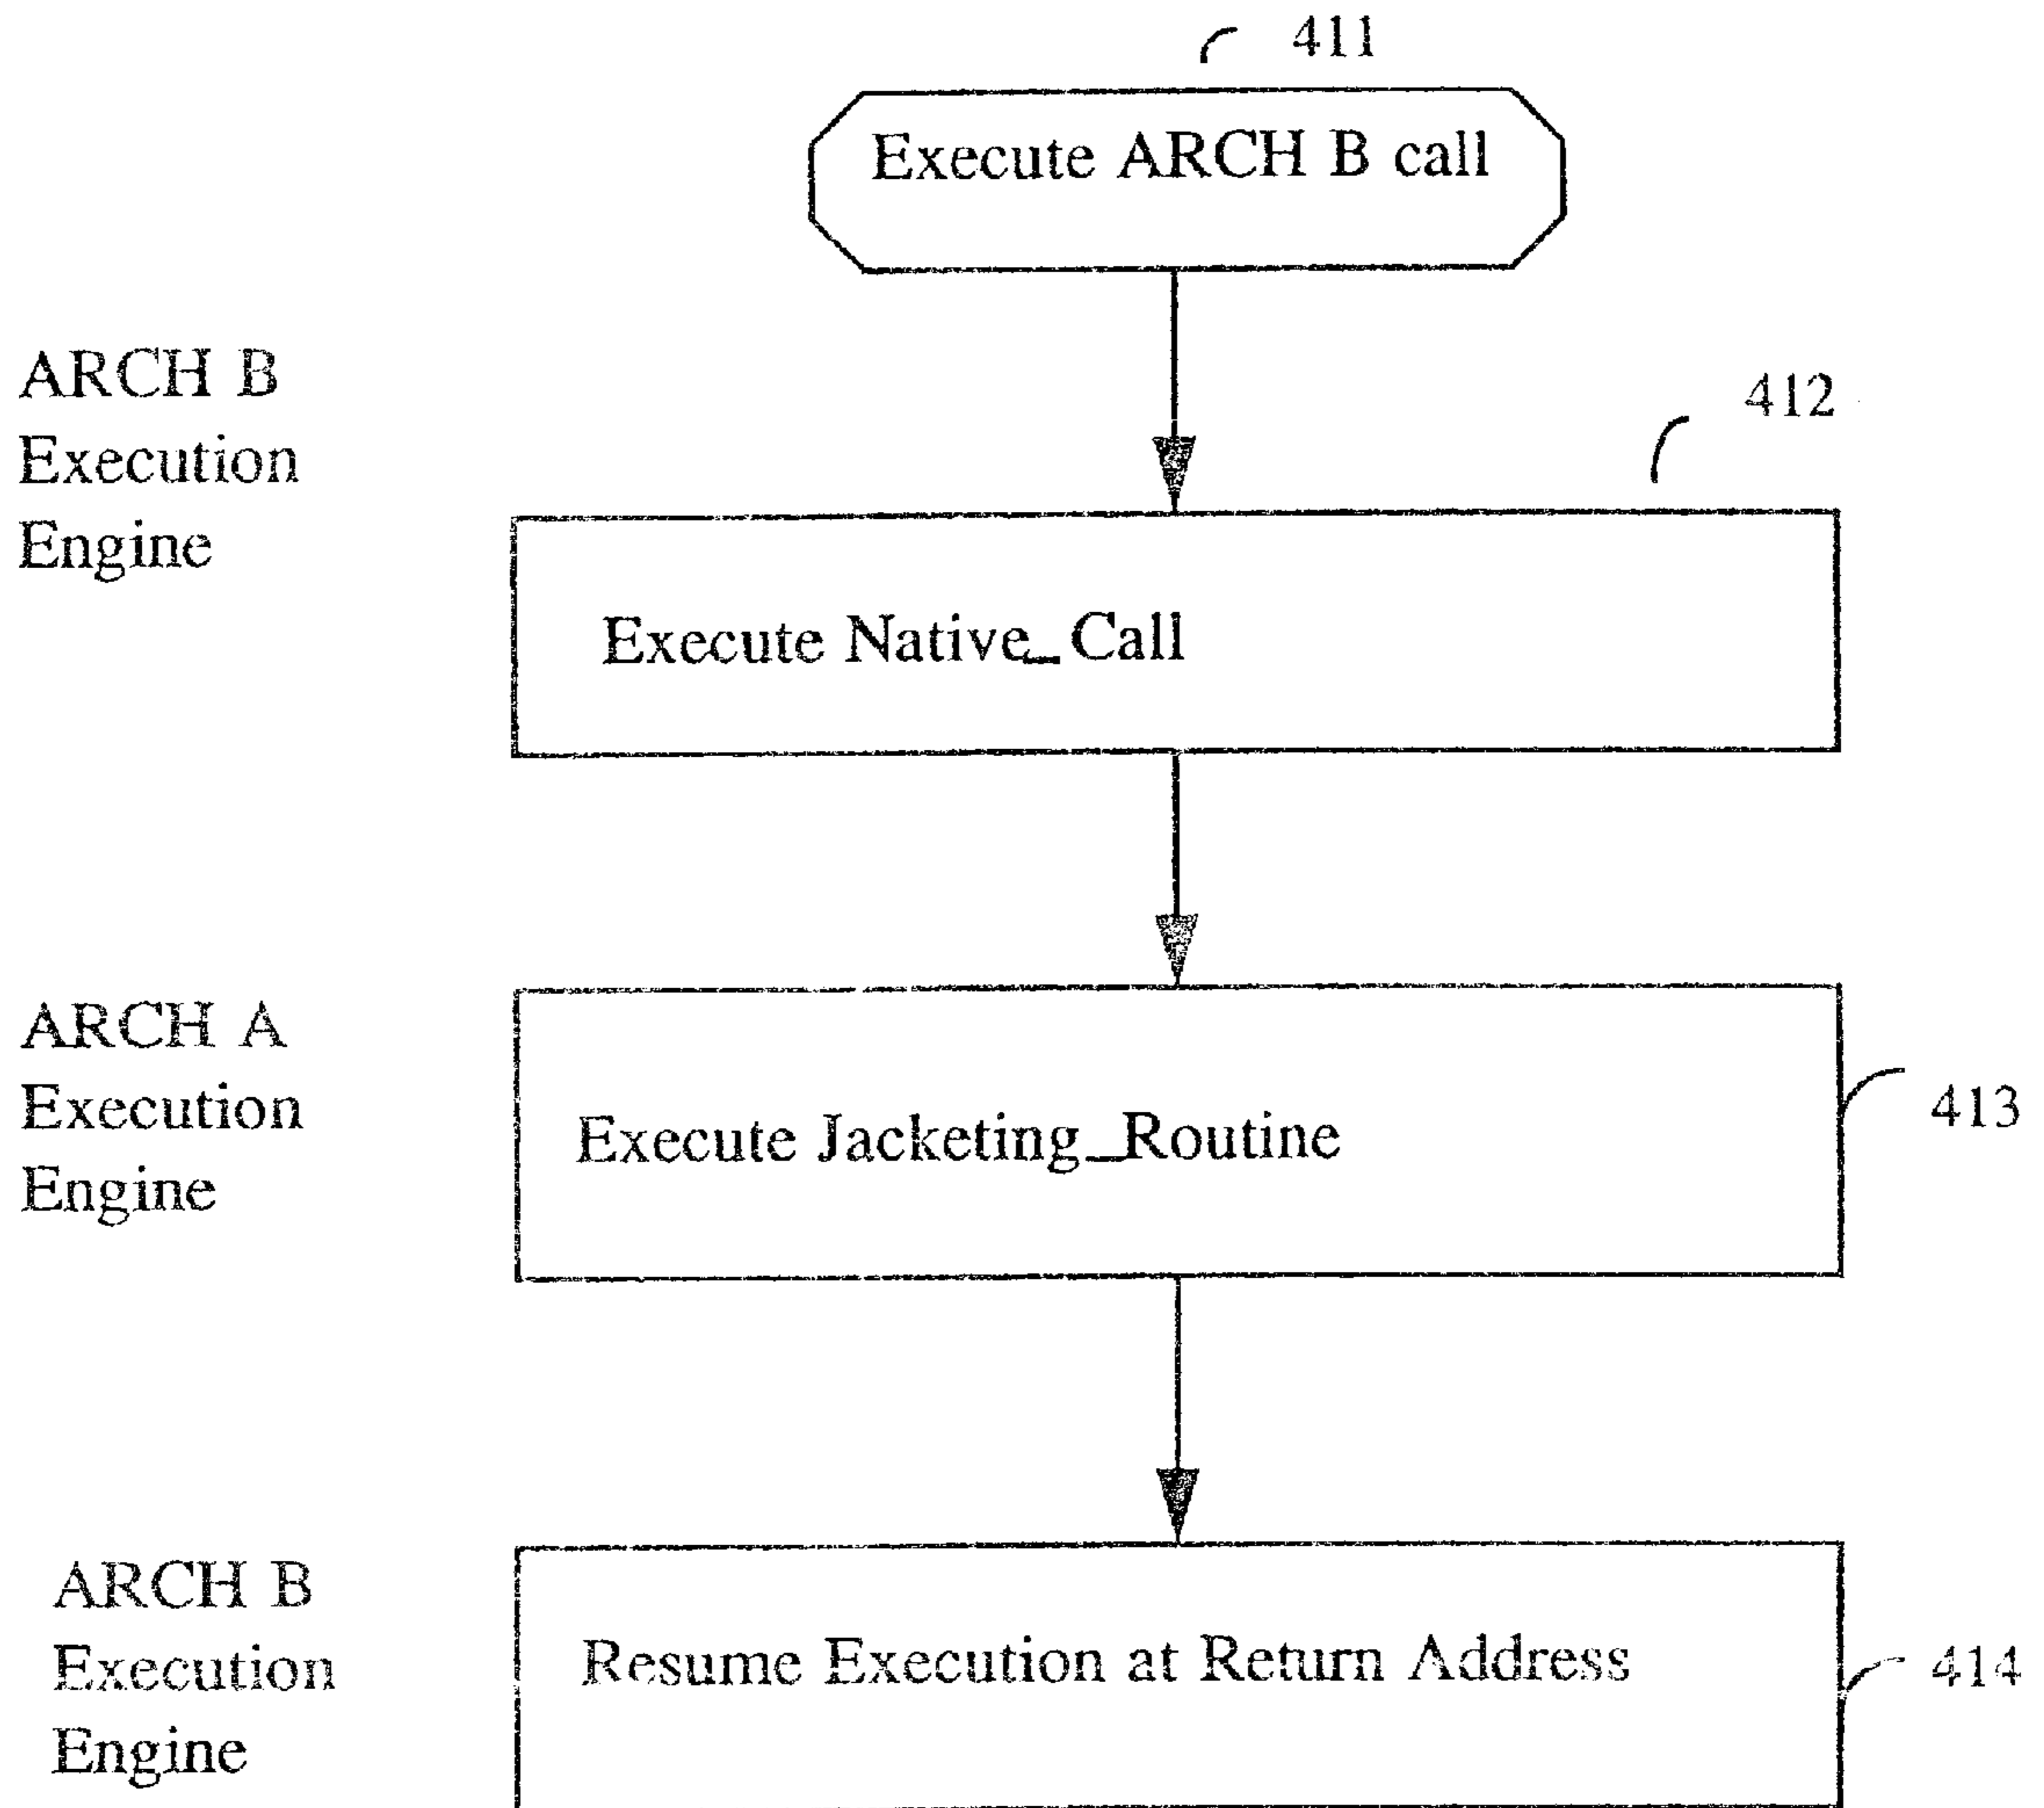 411
Execute ARCH B call
ARCH B
Execution
Engine
412
Execute Native_Call
ARCH A
Execution
Engine
Execute Jacketing_Routine
413
ARCH B
Execution
Engine
Resume Execution at Return Address
414